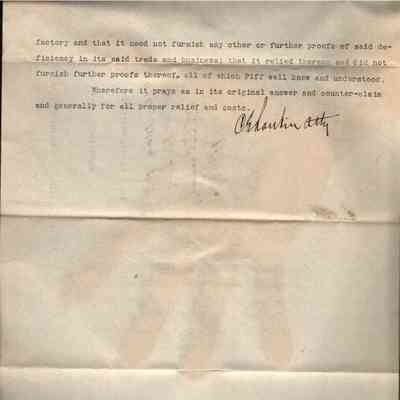 factory and that it need not furnish any other or further proofs of said de-
ficiency in its said trade and business; that it relied thereon and did not
furnish further proofs thereof, all of which Piff well knew and understood.
Wherefore it prays as in its original answer and counter-claim
and generally for all proper relief and costs.
Atty